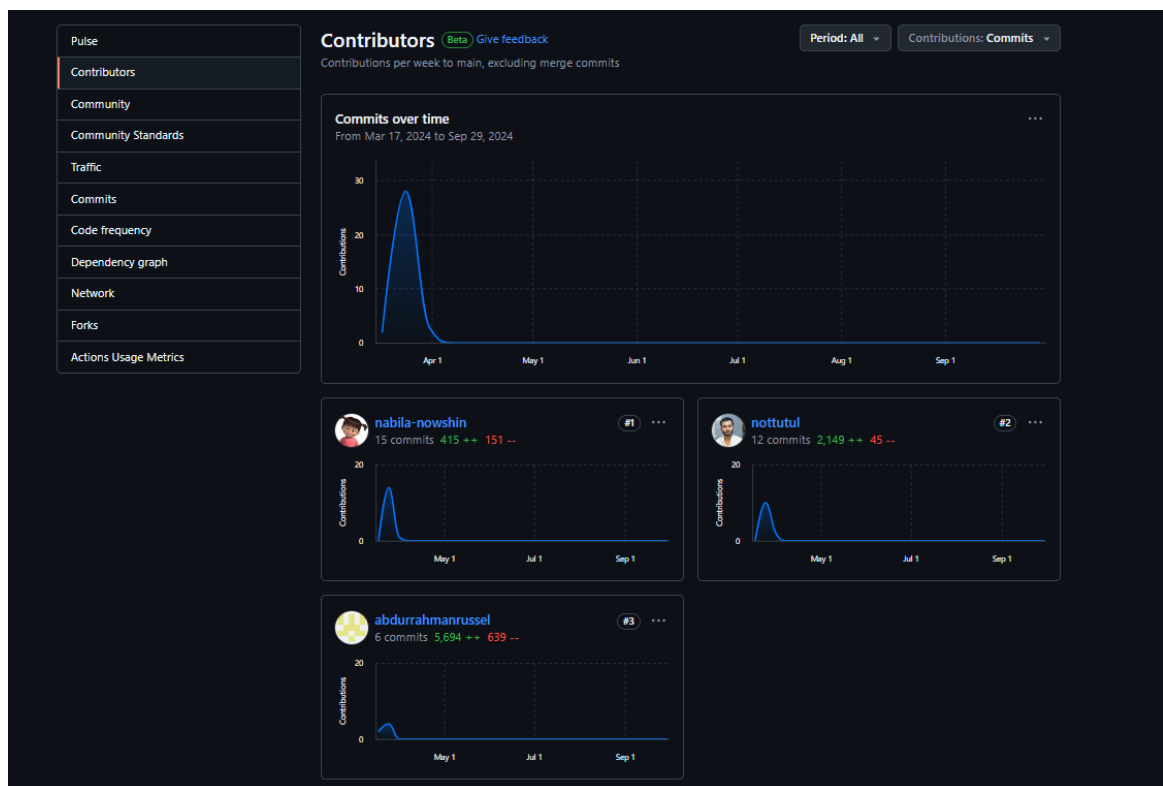 Pulse
Contributors
Community
Community Standards
Traffic
Commits
Code frequency
Dependency graph
Network
Forks
Actions Usage Metrics
Contributors Beta Give feedback
Period: All
Contributions: Commits
Contributions per week to main, excluding merge commits
Commits over time
From Mar 17, 2024 to Sep 29, 2024
Contributions
30
20
10
0
Apr 1 May 1 Jun 1 Jul 1 Aug 1 Sep 1
nabila-nowshin #1
15 commits 415 ++ 151 --
Contributions
20
0
May 1 Jul 1 Sep 1
nottutul #2
12 commits 2,149 ++ 45 --
Contributions
20
0
May 1 Jul 1 Sep 1
abdurrahmanrussel #3
6 commits 5,694 ++ 639 --
Contributions
20
0
May 1 Jul 1 Sep 1